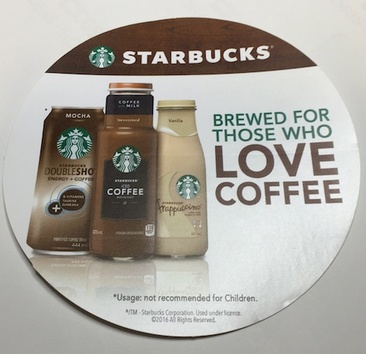 STARBUCKS
MOCHA
STARBUCKS
DOUBLESHOT
ENERGY+COFFEE
COFFEE
with MILK
STARBUCKS
COFFEE
Vanilla
STARBUCKS
frappuccino
BREWED FOR
THOSE WHO
LOVE
COFFEE
*Usage: not recommended for Children.
®/TM - Starbucks Corporation. Used under license.
©2016 All Rights Reserved.